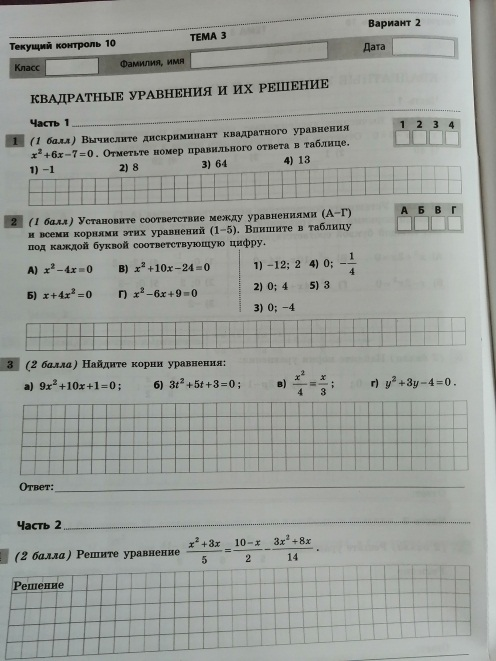 Вариант 2
Текущий контроль 10 ТЕМА 3
Класс Фамилия, имя Дата
КВАДРАТНЫЕ УРАВНЕНИЯ И ИХ РЕШЕНИЕ
Часть 1
1 (1 балл) Вычислите дискриминант квадратного уравнения 1 2 3 4
x²+6x−7=0. Отметьте номер правильного ответа в таблице.
1) −1 2) 8 3) 64 4) 13
2 (1 балл) Установите соответствие между уравнениями (А–Г) А Б В Г
и всеми корнями этих уравнений (1–5). Впишите в таблицу
под каждой буквой соответствующую цифру.
А) x²−4x=0 В) x²+10x−24=0 1) −12; 2 4) 0; −1/4
Б) x+4x²=0 Г) x²−6x+9=0 2) 0; 4 5) 3
3) 0; −4
3 (2 балла) Найдите корни уравнения:
а) 9x²+10x+1=0; б) 3t²+5t+3=0; в) x²/4=x/3; г) y²+3y−4=0.
Ответ:
Часть 2
(2 балла) Решите уравнение (x²+3x)/5=(10−x)/2−(3x²+8x)/14.
Решение